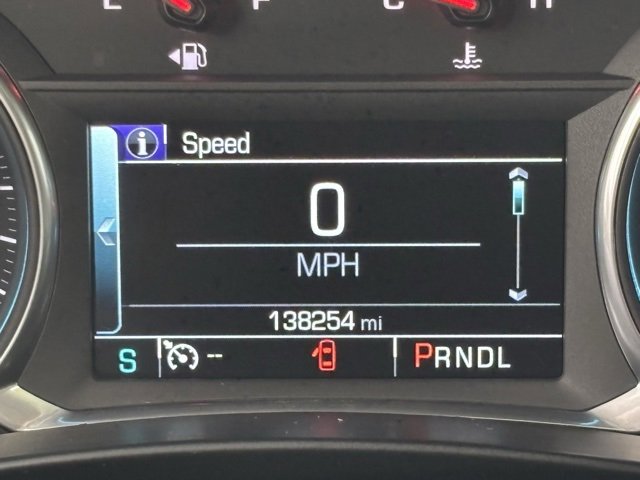 E F C H
Speed
0
MPH
138254 mi
S -- PRNDL